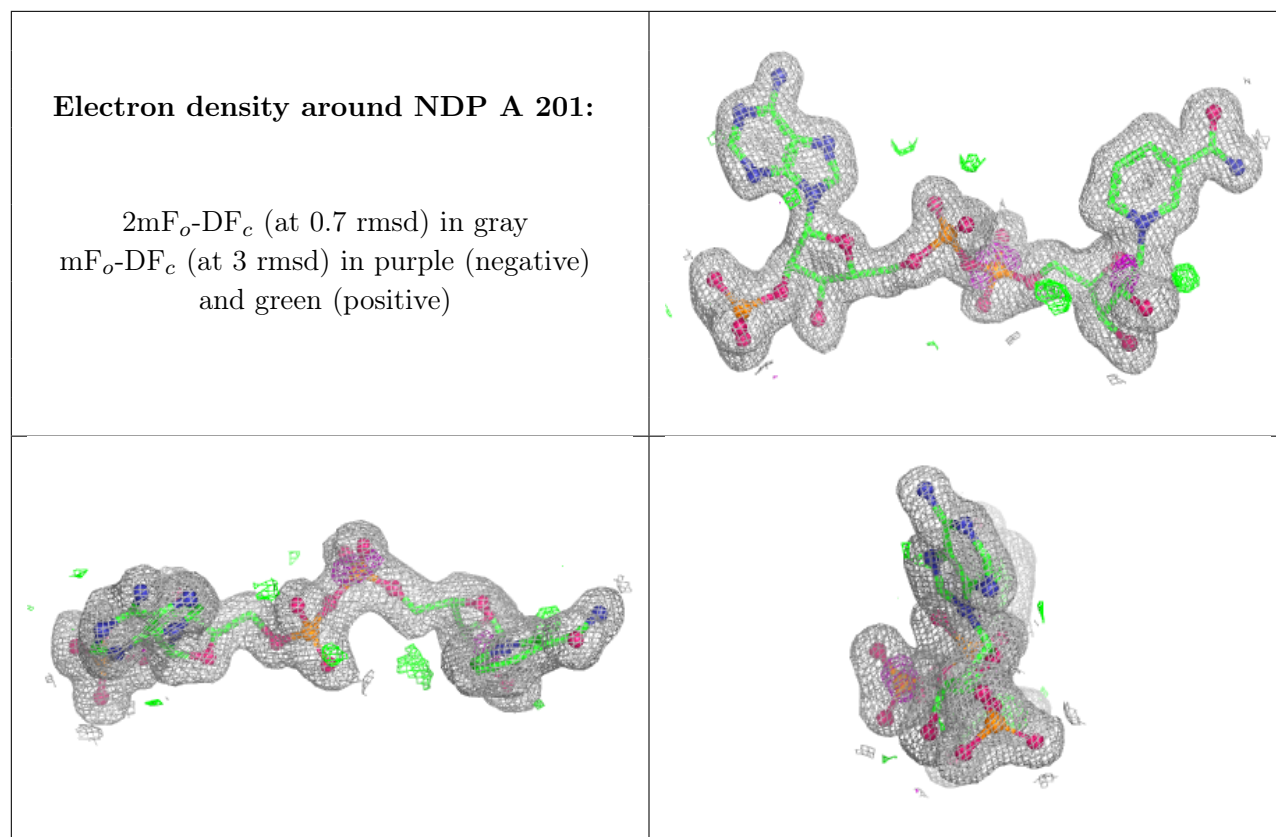 Electron density around NDP A 201:
2mFₒ-DF𝒸 (at 0.7 rmsd) in gray
mFₒ-DF𝒸 (at 3 rmsd) in purple (negative)
and green (positive)